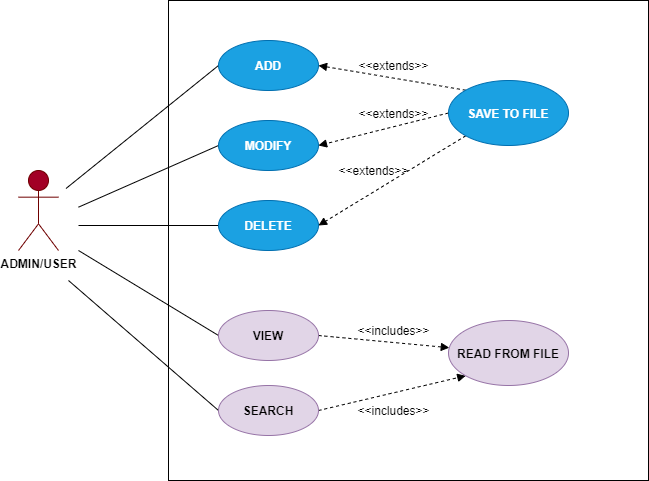 ADD
<<extends>>
SAVE TO FILE
<<extends>>
MODIFY
<<extends>>
DELETE
ADMIN/USER
VIEW
<<includes>>
READ FROM FILE
SEARCH
<<includes>>